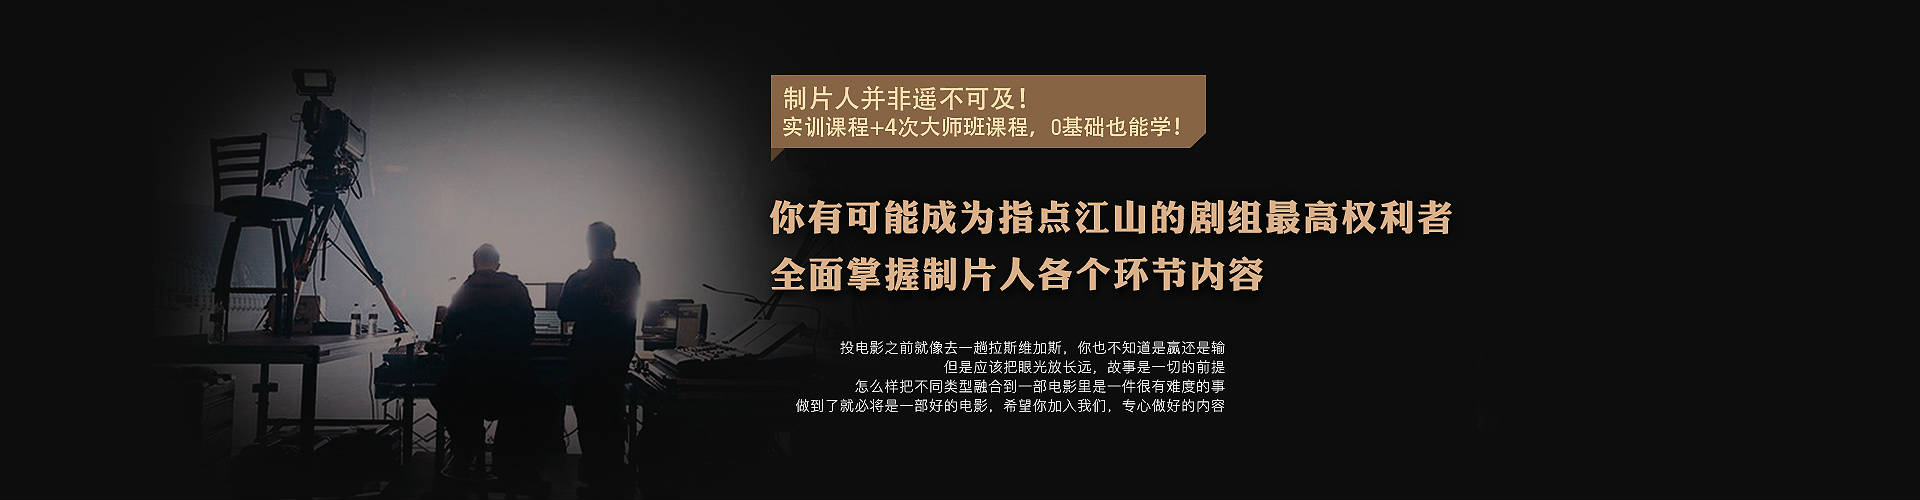 制片人并非遥不可及！
实训课程+4次大师班课程，0基础也能学！
你有可能成为指点江山的剧组最高权利者
全面掌握制片人各个环节内容
投电影之前就像去一趟拉斯维加斯，你也不知道是赢还是输
但是应该把眼光放长远，故事是一切的前提
怎么样把不同类型融合到一部电影里是一件很有难度的事
做到了就必将是一部好的电影，希望你加入我们，专心做好的内容